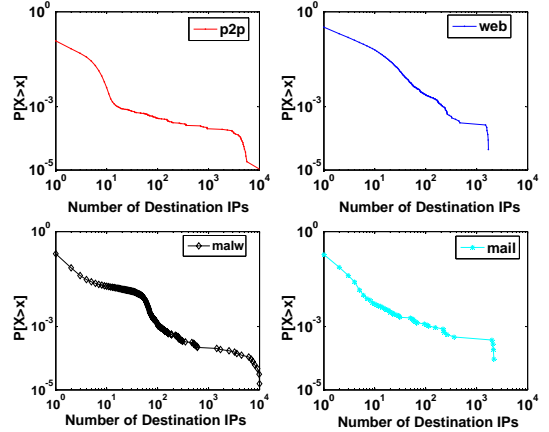 10^0
p2p
P[X>x]
10^-3
10^-5
10^0 10^1 10^2 10^3 10^4
Number of Destination IPs
10^0
web
P[X>x]
10^-3
10^-5
10^0 10^1 10^2 10^3 10^4
Number of Destination IPs
10^0
malw
P[X>x]
10^-3
10^-5
10^0 10^1 10^2 10^3 10^4
Number of Destination IPs
10^0
mail
P[X>x]
10^-3
10^-5
10^0 10^1 10^2 10^3 10^4
Number of Destination IPs